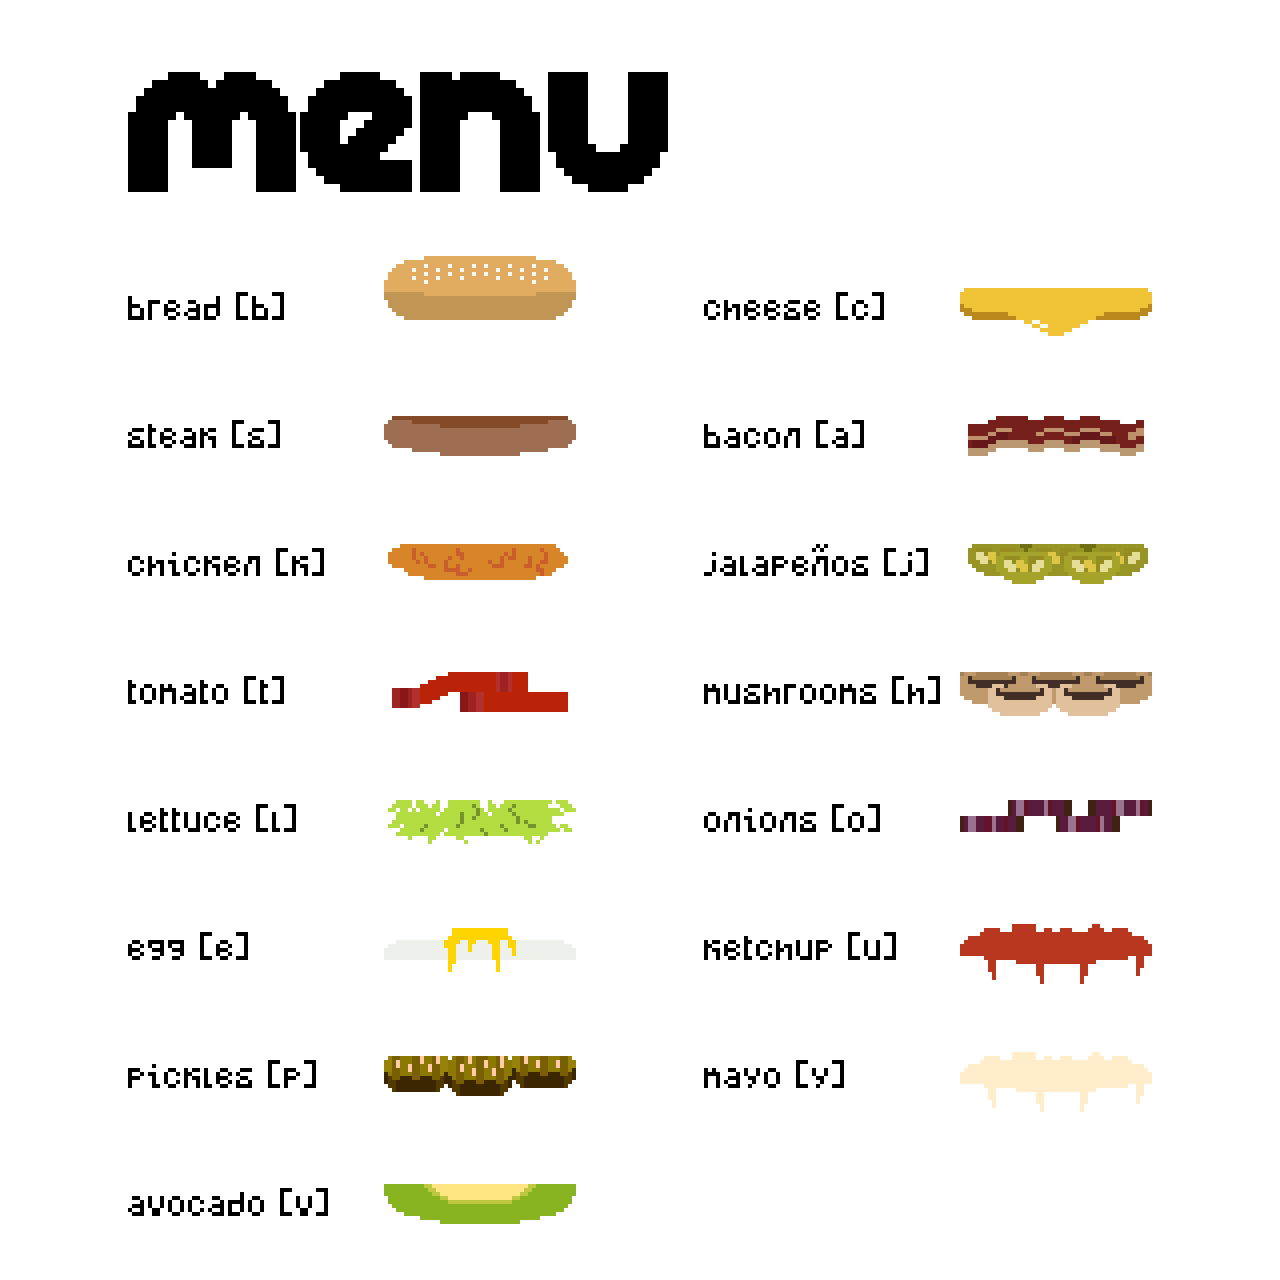 menu
bread [b]
cheese [c]
steak [s]
bacon [a]
chicken [k]
jalapeños [j]
tomato [t]
mushrooms [m]
lettuce [l]
onions [o]
egg [e]
ketchup [u]
pickles [p]
mayo [y]
avocado [v]